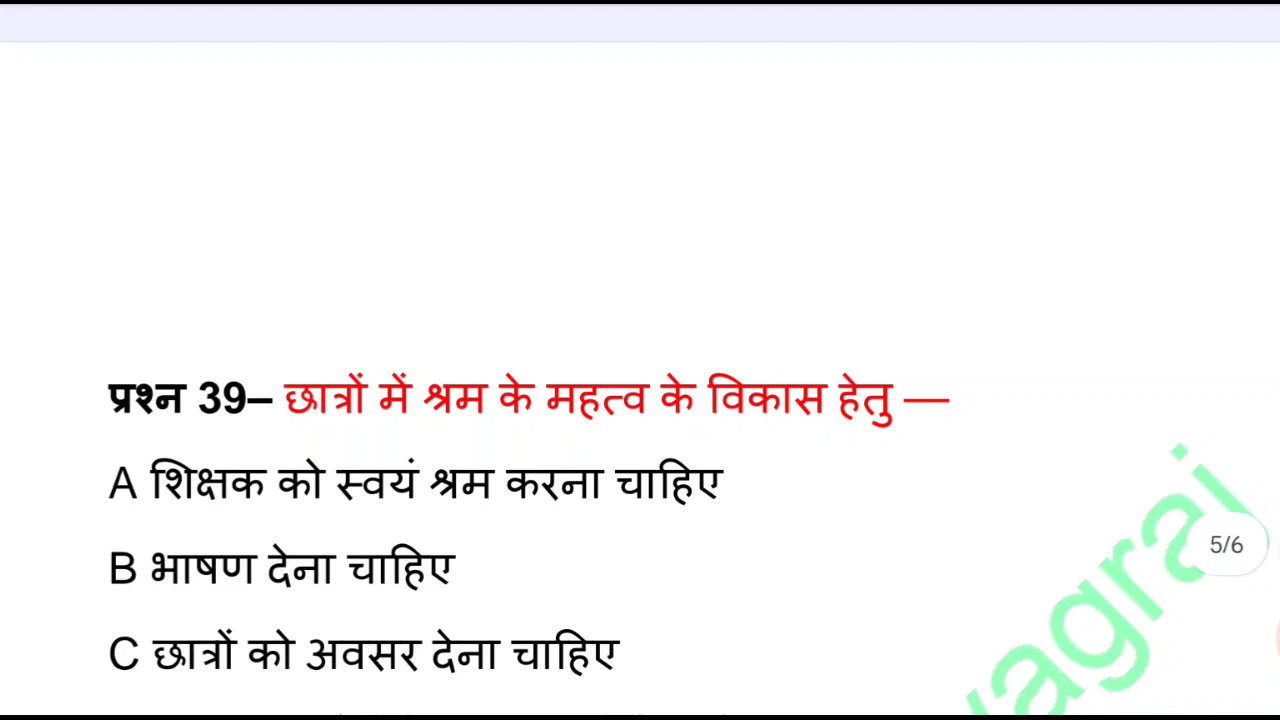 प्रश्न 39– छात्रों में श्रम के महत्व के विकास हेतु —
A शिक्षक को स्वयं श्रम करना चाहिए
B भाषण देना चाहिए
5/6
C छात्रों को अवसर देना चाहिए